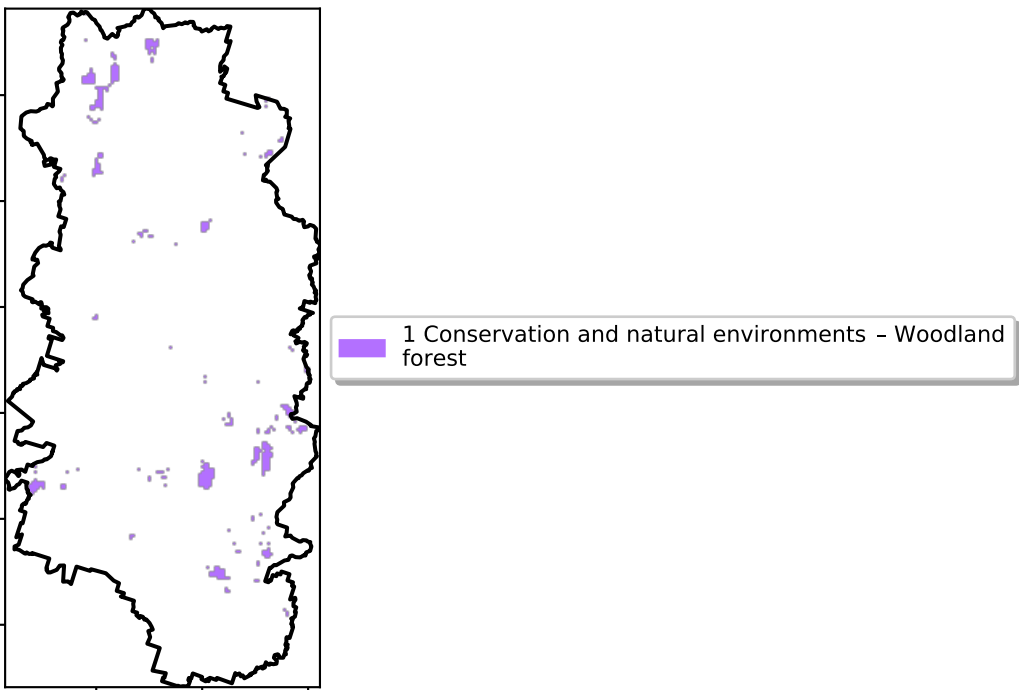 1 Conservation and natural environments – Woodland
forest